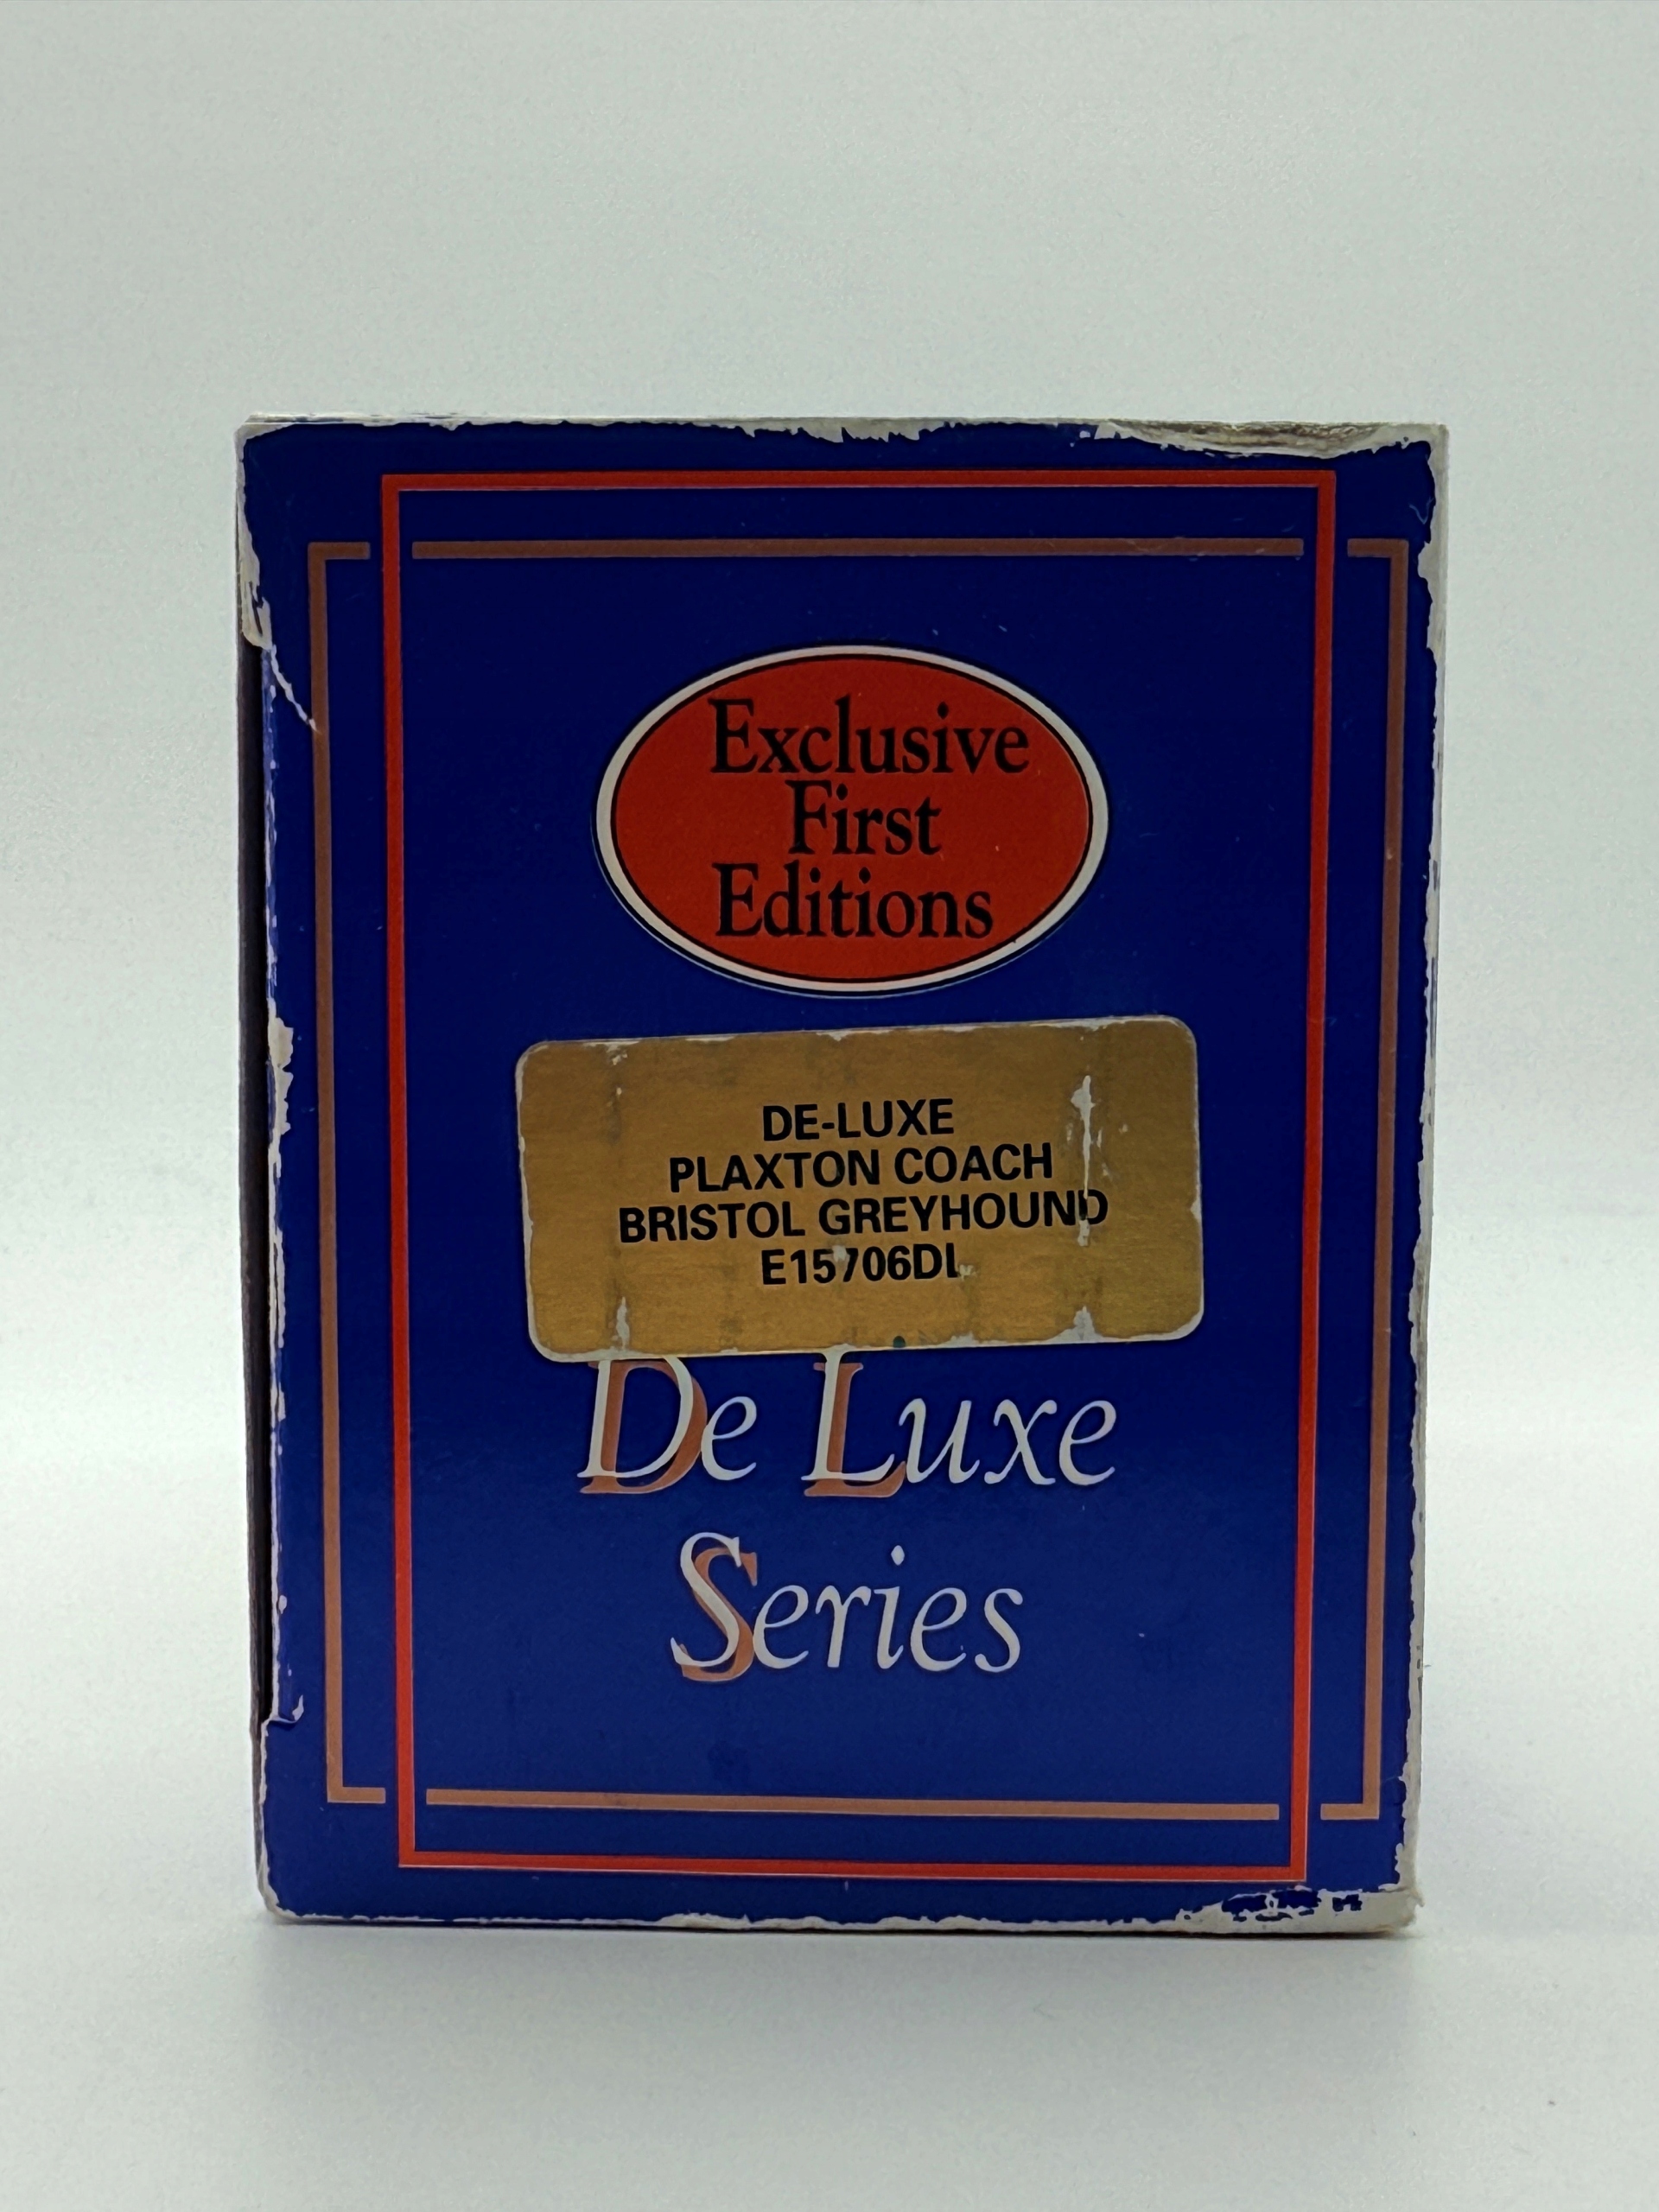 Exclusive
First
Editions
DE-LUXE
PLAXTON COACH
BRISTOL GREYHOUND
E15706DL
De Luxe
Series